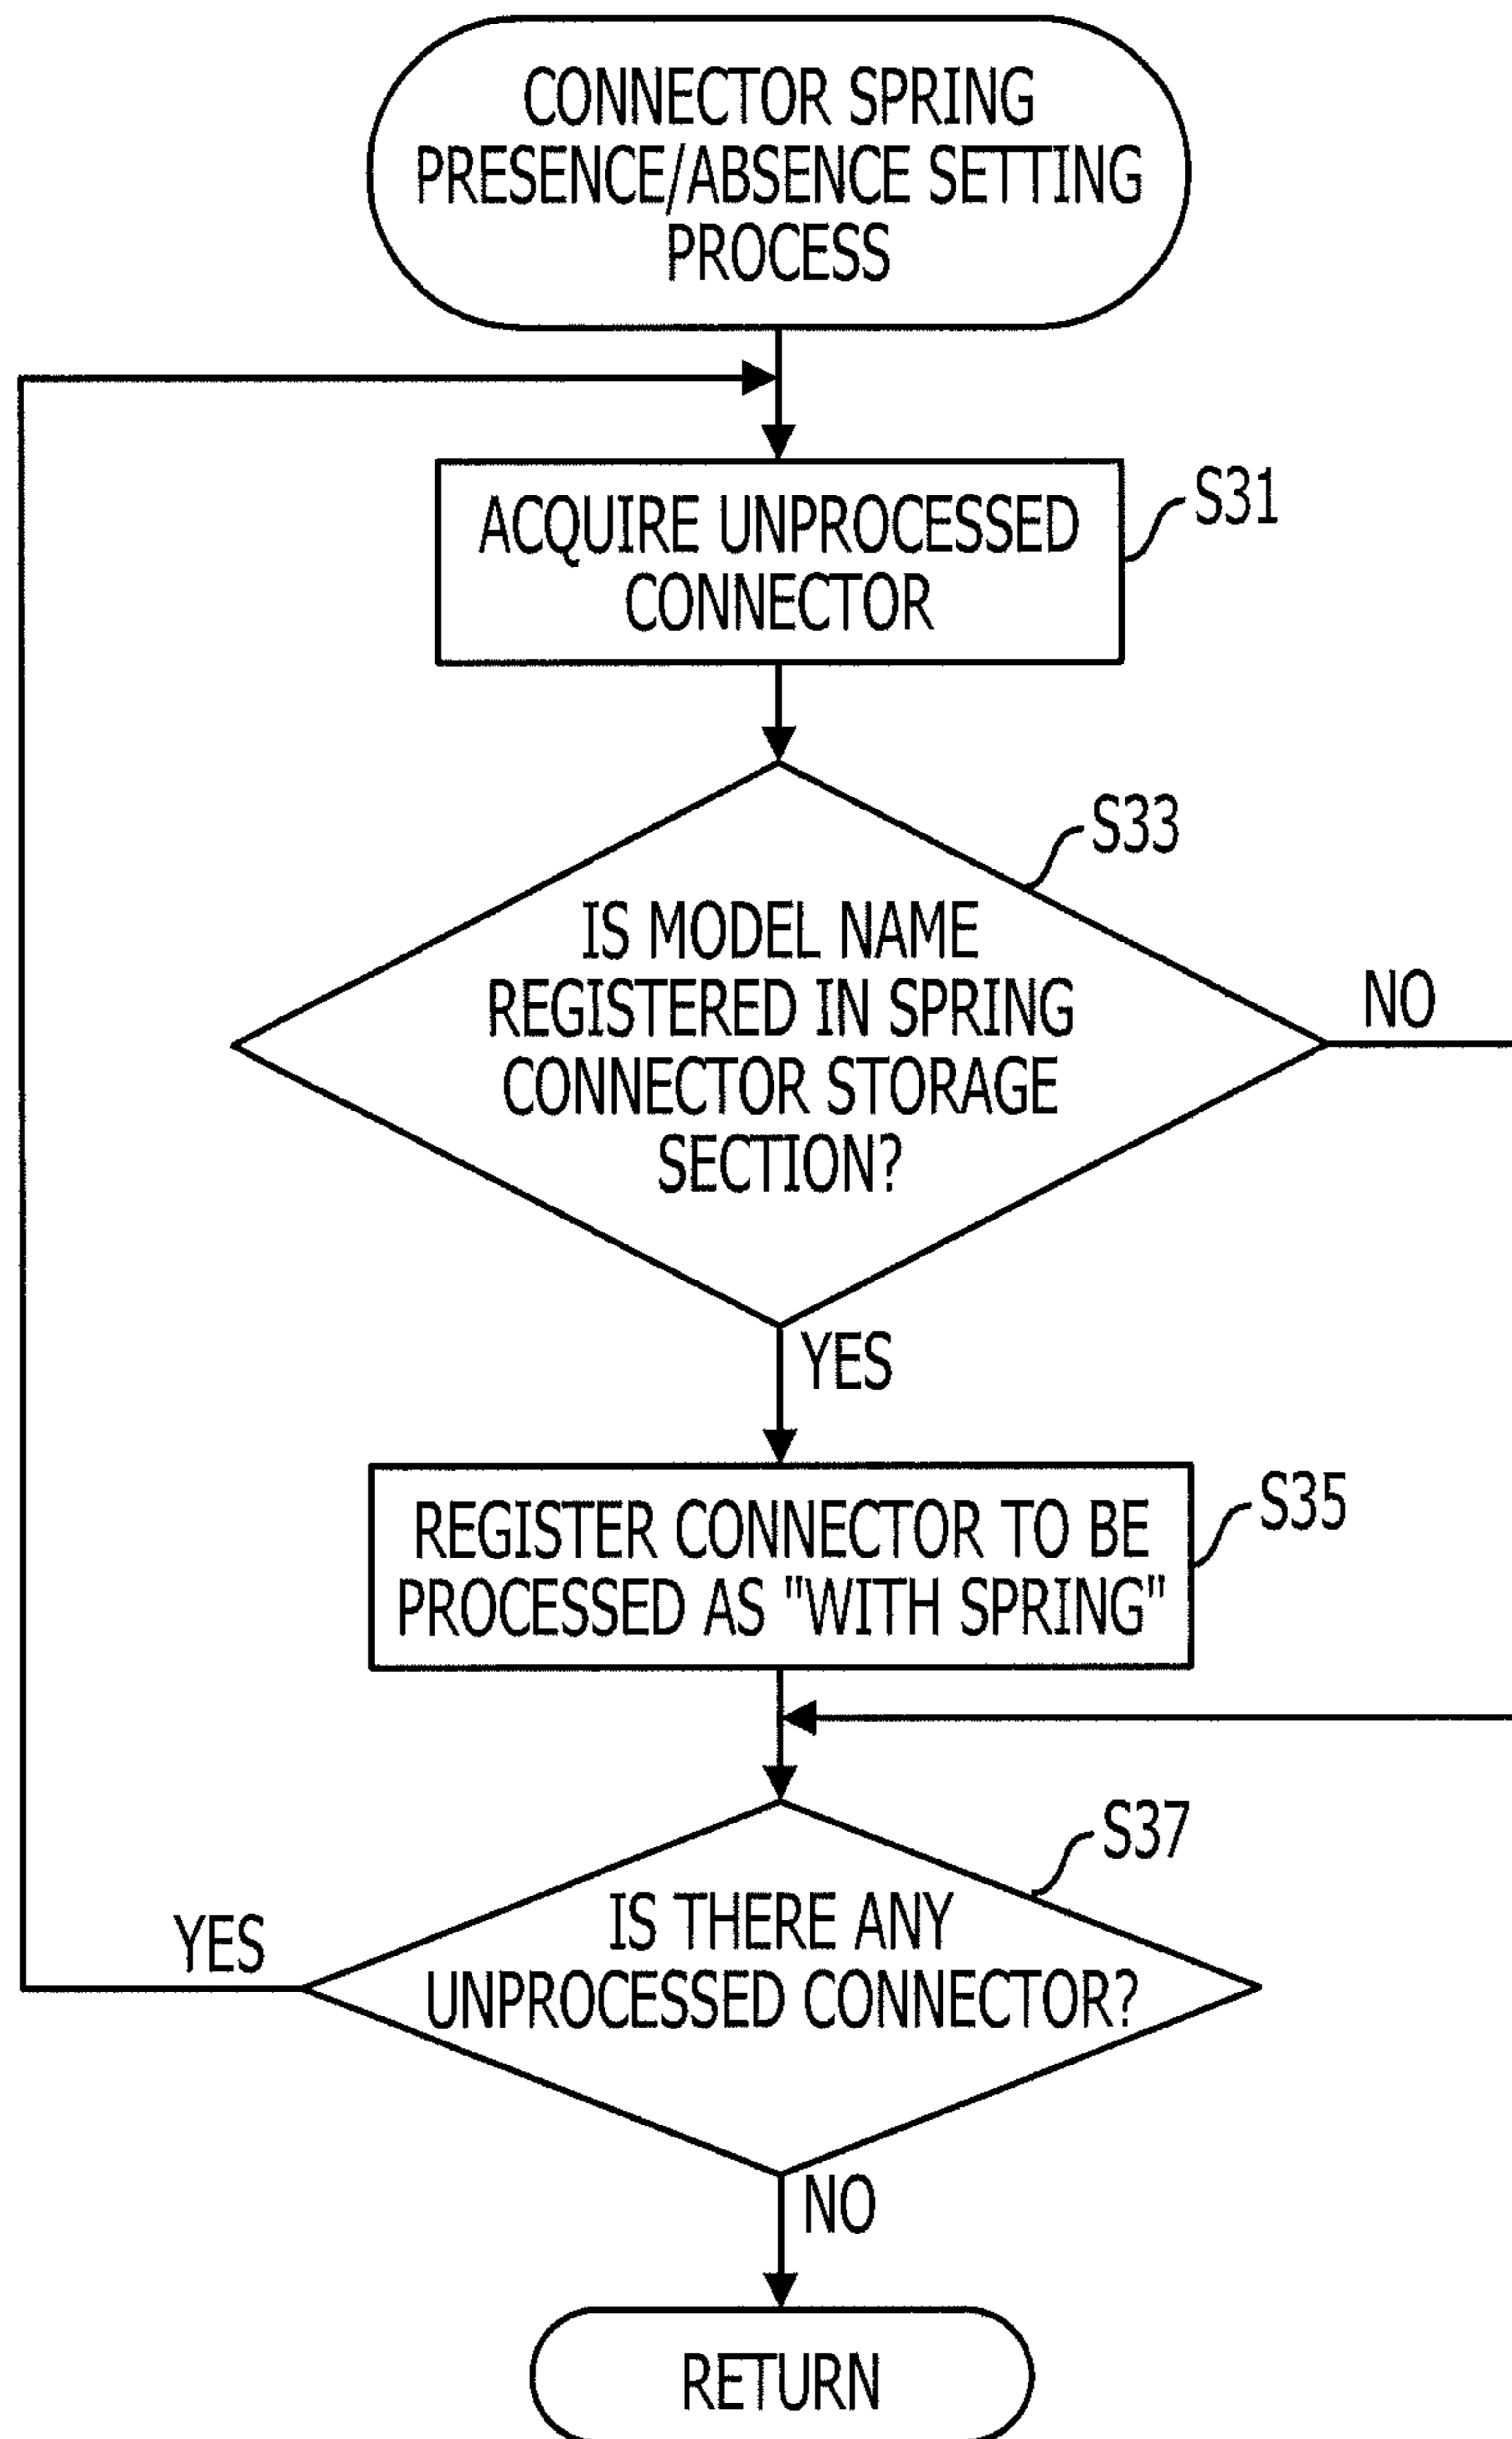 CONNECTOR SPRING
PRESENCE/ABSENCE SETTING
PROCESS
ACQUIRE UNPROCESSED
CONNECTOR
S31
S33
IS MODEL NAME
REGISTERED IN SPRING
CONNECTOR STORAGE
SECTION?
NO
YES
REGISTER CONNECTOR TO BE
PROCESSED AS "WITH SPRING"
S35
S37
IS THERE ANY
UNPROCESSED CONNECTOR?
YES
NO
RETURN